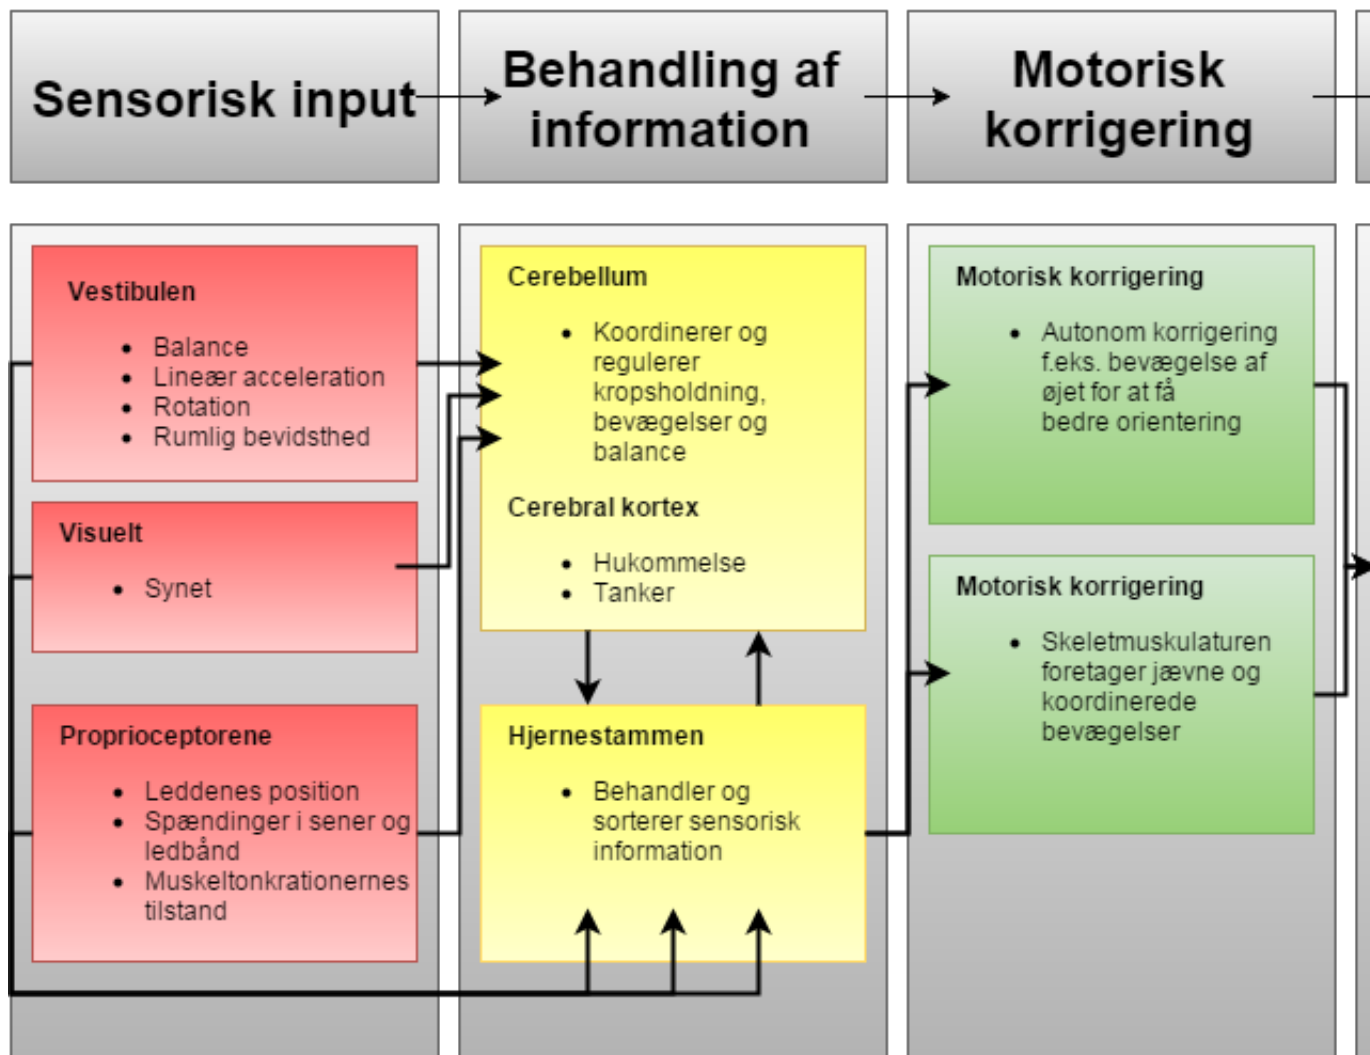 Sensorisk input
Behandling af
information
Motorisk
korrigering
Vestibulen
• Balance
• Lineær acceleration
• Rotation
• Rumlig bevidsthed
Visuelt
• Synet
Proprioceptorene
• Leddenes position
• Spændinger i sener og
ledbånd
• Muskeltonkrationernes
tilstand
Cerebellum
• Koordinerer og
regulerer
kropsholdning,
bevægelser og
balance
Cerebral kortex
• Hukommelse
• Tanker
Hjernestammen
• Behandler og
sorterer sensorisk
information
Motorisk korrigering
• Autonom korrigering
f.eks. bevægelse af
øjet for at få
bedre orientering
Motorisk korrigering
• Skeletmuskulaturen
foretager jævne og
koordinerede
bevægelser